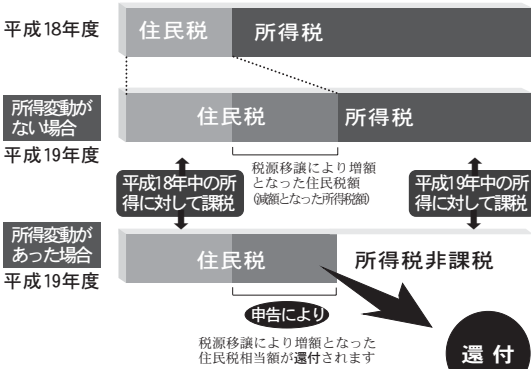 平成18年度
住民税
所得税
所得変動が
ない場合
平成19年度
住民税
所得税
税源移譲により増額
となった住民税額
(減額となった所得税額)
平成18年中の所
得に対して課税
平成19年中の所
得に対して課税
所得変動が
あった場合
平成19年度
住民税
所得税非課税
申告により
税源移譲により増額となった
住民税相当額が還付されます
還付